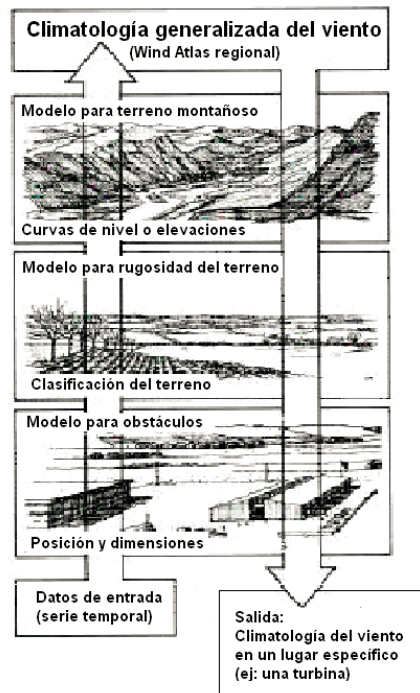 Climatología generalizada del viento
(Wind Atlas regional)
Modelo para terreno montañoso
Curvas de nivel o elevaciones
Modelo para rugosidad del terreno
Clasificación del terreno
Modelo para obstáculos
Posición y dimensiones
Datos de entrada
(serie temporal)
Salida:
Climatología del viento
en un lugar específico
(ej: una turbina)